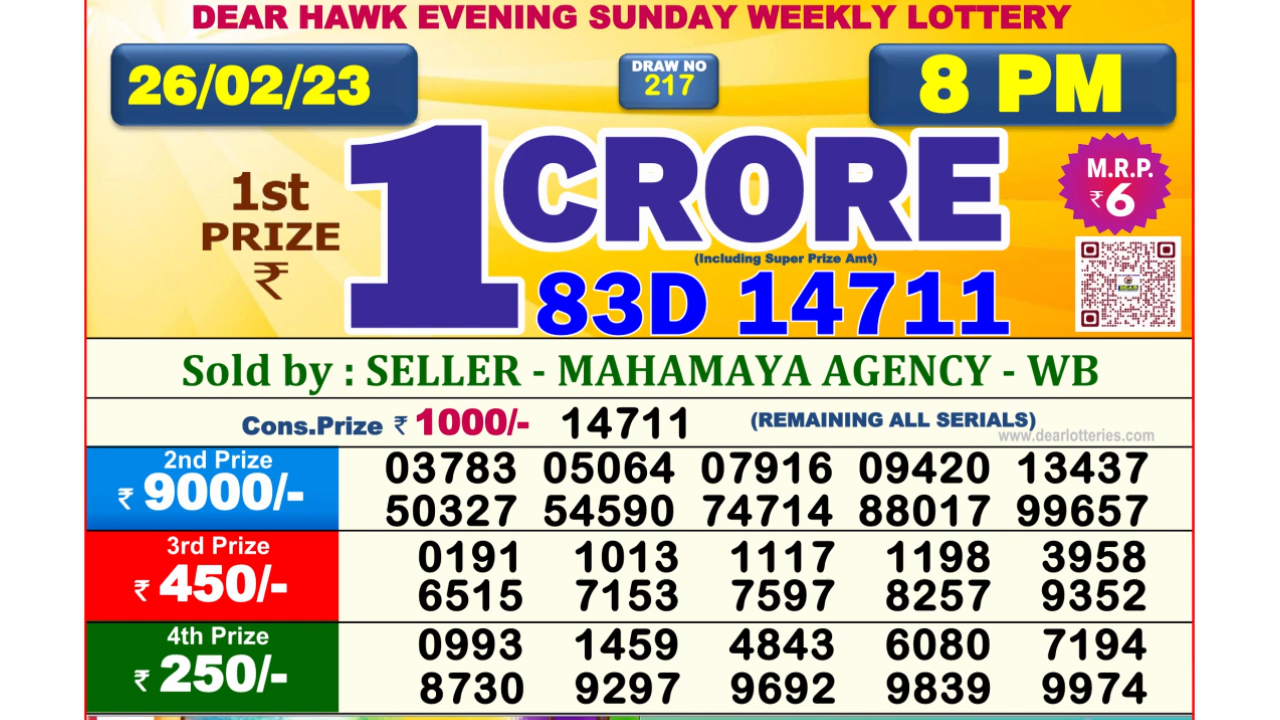 DEAR HAWK EVENING SUNDAY WEEKLY LOTTERY
26/02/23
DRAW NO
217
8 PM
1st
PRIZE
₹
1 CRORE
(Including Super Prize Amt)
83D 14711
M.R.P.
₹ 6
Sold by : SELLER - MAHAMAYA AGENCY - WB
Cons.Prize ₹ 1000/- 14711 (REMAINING ALL SERIALS)
www.dearlotteries.com
2nd Prize
₹ 9000/-
03783 05064 07916 09420 13437
50327 54590 74714 88017 99657
3rd Prize
₹ 450/-
0191 1013 1117 1198 3958
6515 7153 7597 8257 9352
4th Prize
₹ 250/-
0993 1459 4843 6080 7194
8730 9297 9692 9839 9974